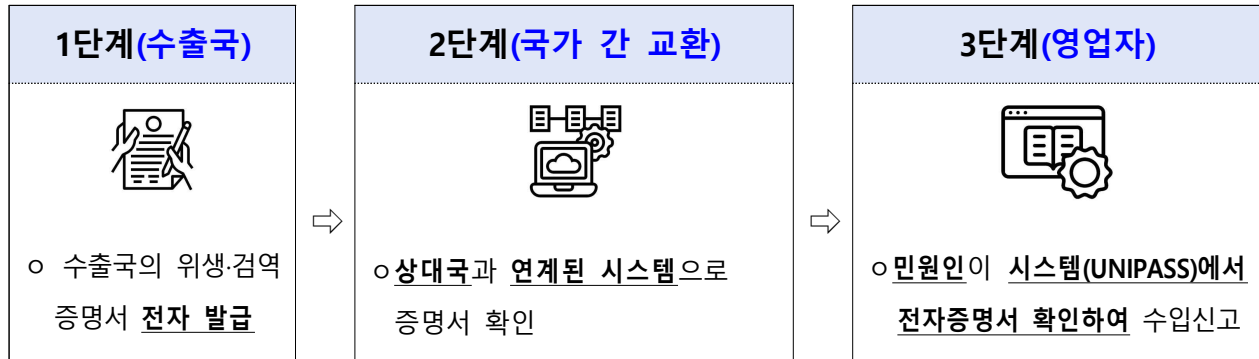 1단계(수출국)
ㅇ 수출국의 위생·검역
증명서 전자 발급
⇨
2단계(국가 간 교환)
ㅇ상대국과 연계된 시스템으로
증명서 확인
⇨
3단계(영업자)
ㅇ민원인이 시스템(UNIPASS)에서
전자증명서 확인하여 수입신고